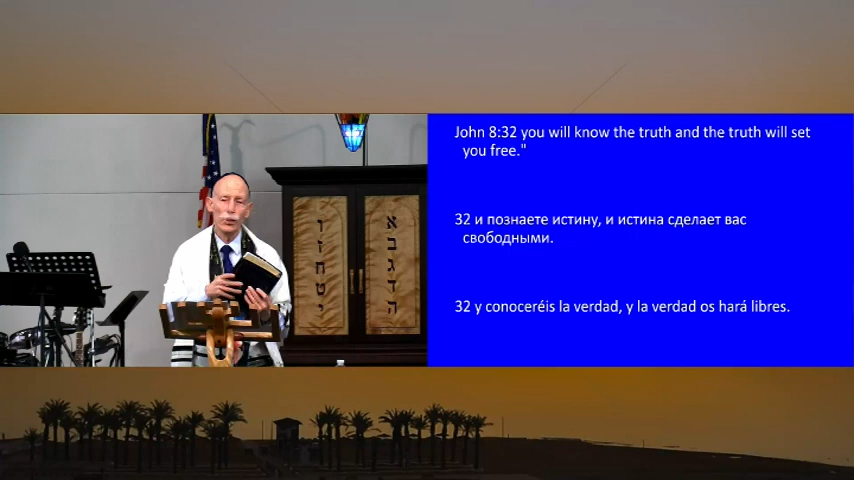 John 8:32 you will know the truth and the truth will set
you free."
32 и познаете истину, и истина сделает вас
свободными.
32 y conoceréis la verdad, y la verdad os hará libres.
א
ב
ג
ד
ה
ו
ז
ח
ט
י